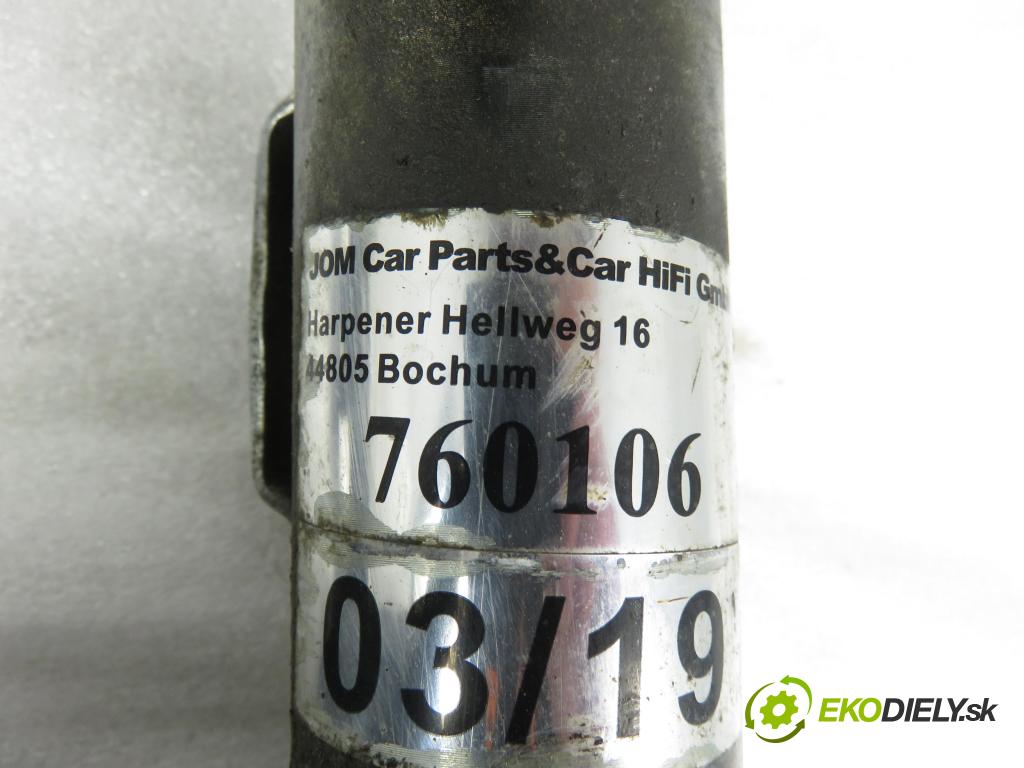 JOM Car Parts&Car HiFi
Harpener Hellweg 16
44805 Bochum
760106
03/19
EKODIELY.sk